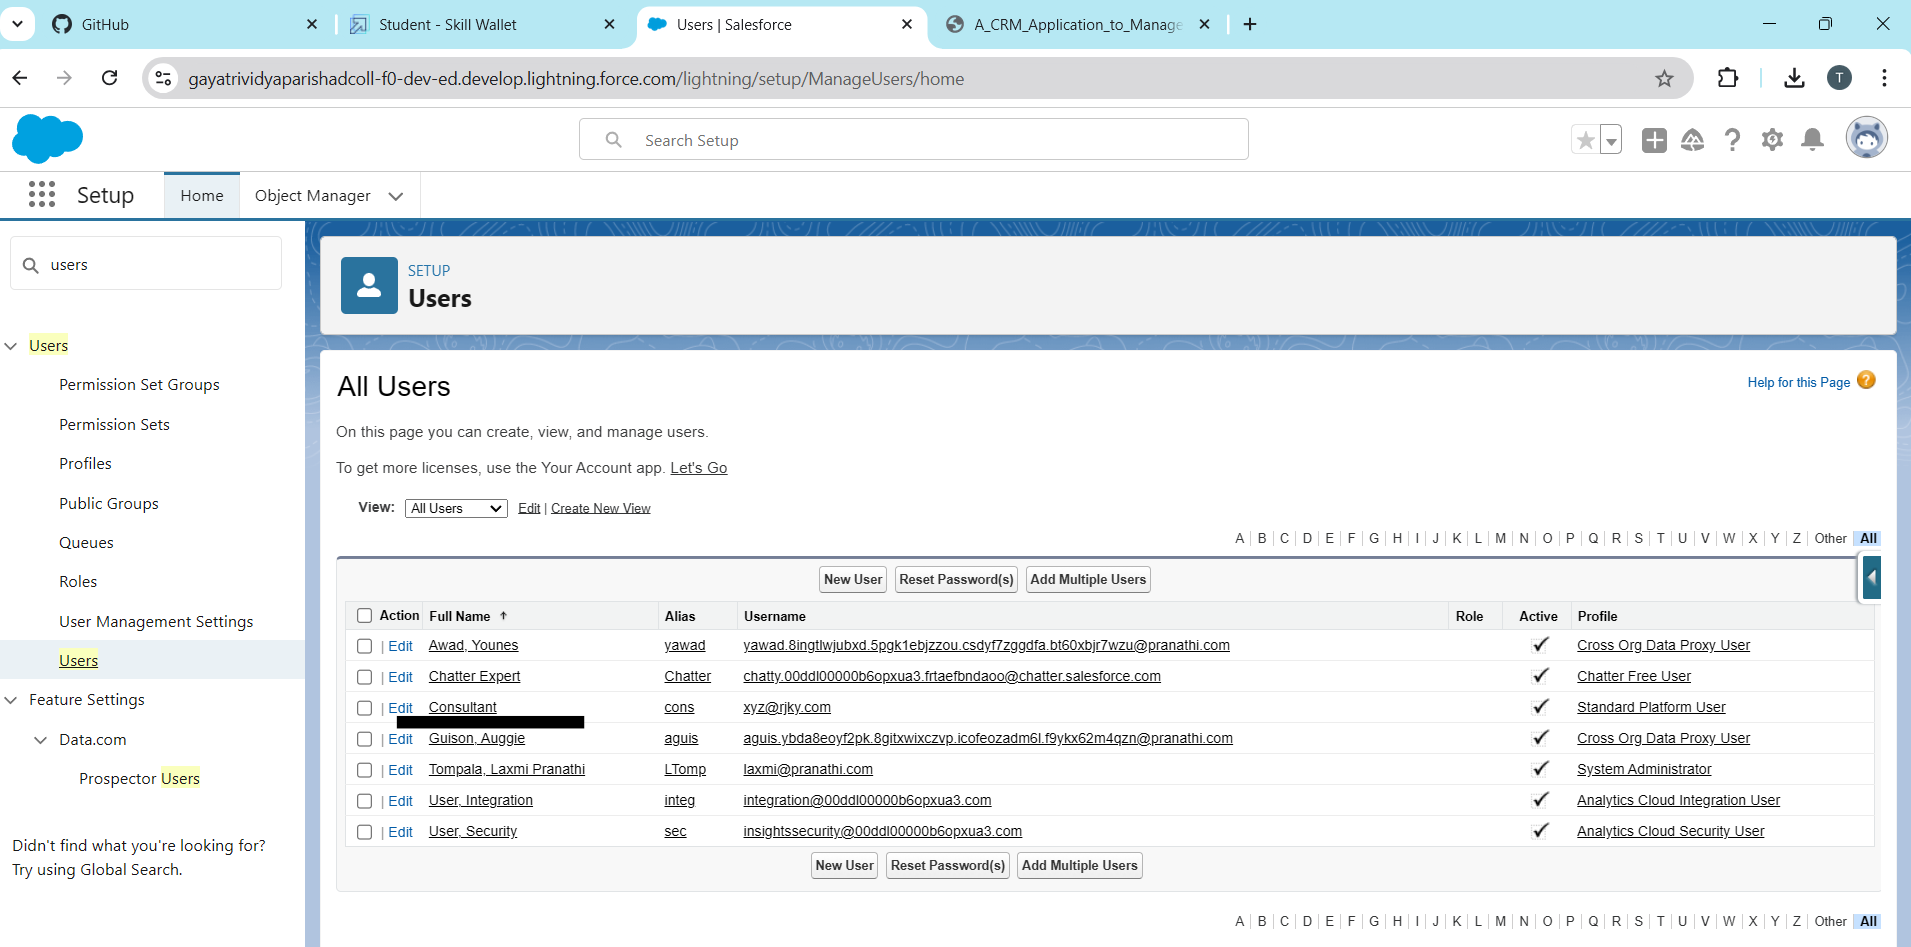 GitHub
Student - Skill Wallet
Users | Salesforce
A_CRM_Application_to_Manage
gayatrividyaparishadcoll-f0-dev-ed.develop.lightning.force.com/lightning/setup/ManageUsers/home
T
Search Setup
Setup
Home
Object Manager
users
SETUP
Users
Users
Permission Set Groups
Permission Sets
Profiles
Public Groups
Queues
Roles
User Management Settings
Users
Feature Settings
Data.com
Prospector Users
Didn't find what you're looking for?
Try using Global Search.
All Users
Help for this Page ?
On this page you can create, view, and manage users.
To get more licenses, use the Your Account app. Let's Go
View: All Users Edit | Create New View
A | B | C | D | E | F | G | H | I | J | K | L | M | N | O | P | Q | R | S | T | U | V | W | X | Y | Z | Other All
New User Reset Password(s) Add Multiple Users
Action Full Name ↑ Alias Username Role Active Profile
| Edit Awad, Younes yawad yawad.8ingtlwjubxd.5pgk1ebjzzou.csdyf7zggdfa.bt60xbjr7wzu@pranathi.com ✓ Cross Org Data Proxy User
| Edit Chatter Expert Chatter chatty.00ddl00000b6opxua3.frtaefbndaoo@chatter.salesforce.com ✓ Chatter Free User
| Edit Consultant cons xyz@rjky.com ✓ Standard Platform User
| Edit Guison, Auggie aguis aguis.ybda8eoyf2pk.8gitxwixczvp.icofeozadm6l.f9ykx62m4qzn@pranathi.com ✓ Cross Org Data Proxy User
| Edit Tompala, Laxmi Pranathi LTomp laxmi@pranathi.com ✓ System Administrator
| Edit User, Integration integ integration@00ddl00000b6opxua3.com ✓ Analytics Cloud Integration User
| Edit User, Security sec insightssecurity@00ddl00000b6opxua3.com ✓ Analytics Cloud Security User
New User Reset Password(s) Add Multiple Users
A | B | C | D | E | F | G | H | I | J | K | L | M | N | O | P | Q | R | S | T | U | V | W | X | Y | Z | Other All